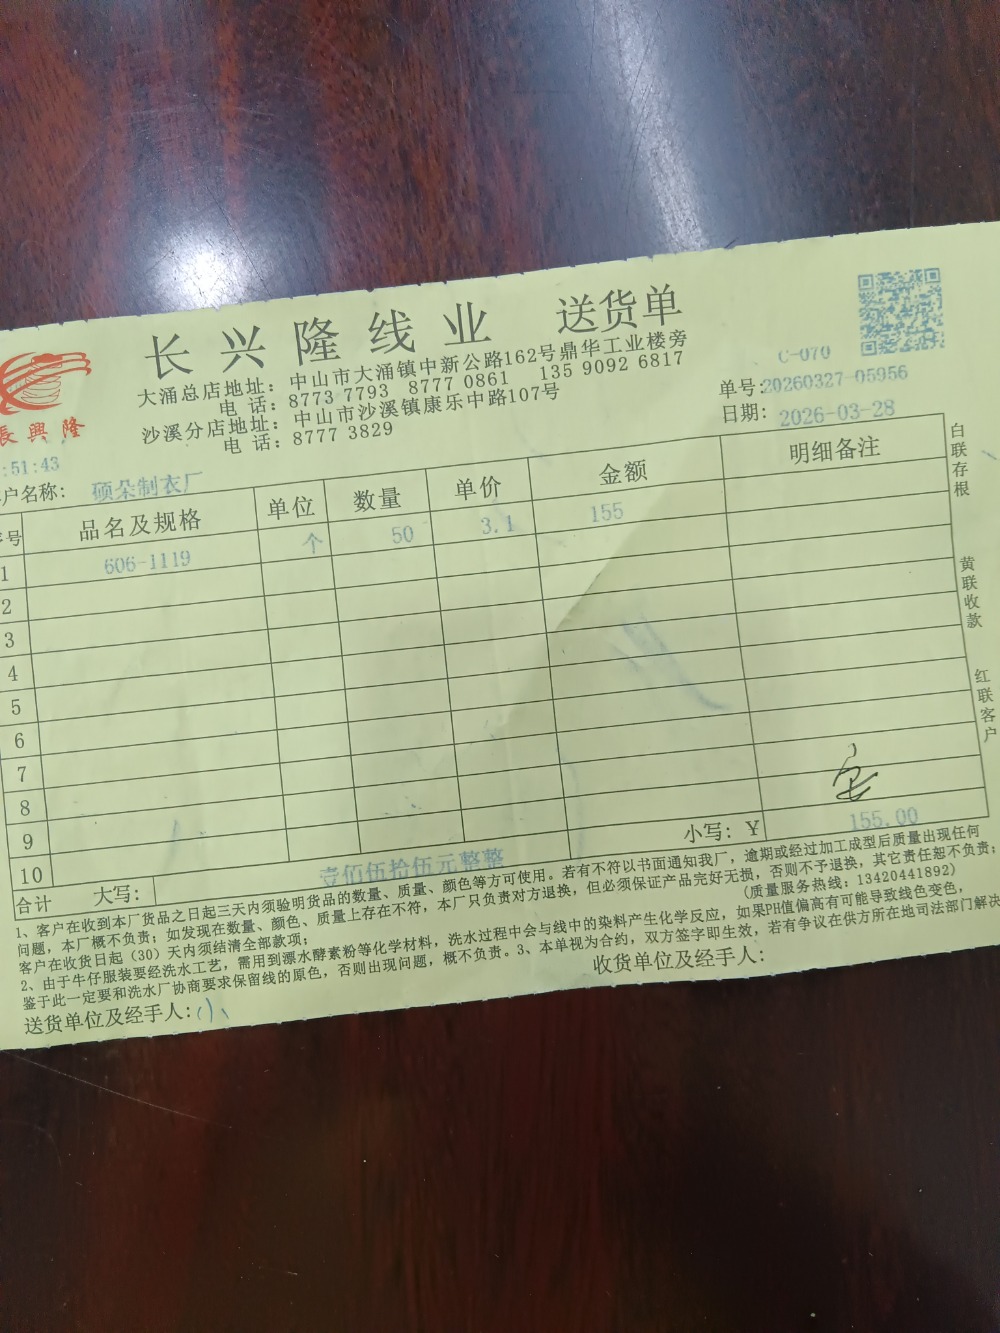 长兴隆线业 送货单
大涌总店地址：中山市大涌镇中新公路162号鼎华工业楼旁
电 话：8773 7793 8777 0861 135 9092 6817
沙溪分店地址：中山市沙溪镇康乐中路107号
电 话：8777 3829
長興隆
C-070
单号：20260327-05956
日期：2026-03-28
:51:43
户名称：硕朵制衣厂
号 品名及规格 单位 数量 单价 金额 明细备注
1 606-1119 个 50 3.1 155
2
3
4
5
6
7
8
9
10
小写：￥ 155.00
合计 大写：壹佰伍拾伍元整整
1、客户在收到本厂货品之日起三天内须验明货品的数量、质量、颜色等方可使用。若有不符以书面通知我厂，逾期或经过加工成型后质量出现任何
问题，本厂概不负责；如发现在数量、颜色、质量上存在不符，本厂只负责对方退换，但必须保证产品完好无损，否则不予退换，其它责任恕不负责；
客户在收货日起（30）天内须结清全部款项；
(质量服务热线：13420441892)
2、由于牛仔服装要经洗水工艺，需用到漂水酵素粉等化学材料，洗水过程中会与线中的染料产生化学反应，如果PH值偏高有可能导致线色变色，
鉴于此一定要和洗水厂协商要求保留线的原色，否则出现问题，概不负责。3、本单视为合约，双方签字即生效，若有争议在供方所在地司法部门解决
送货单位及经手人：
收货单位及经手人：
白联存根
黄联收款
红联客户